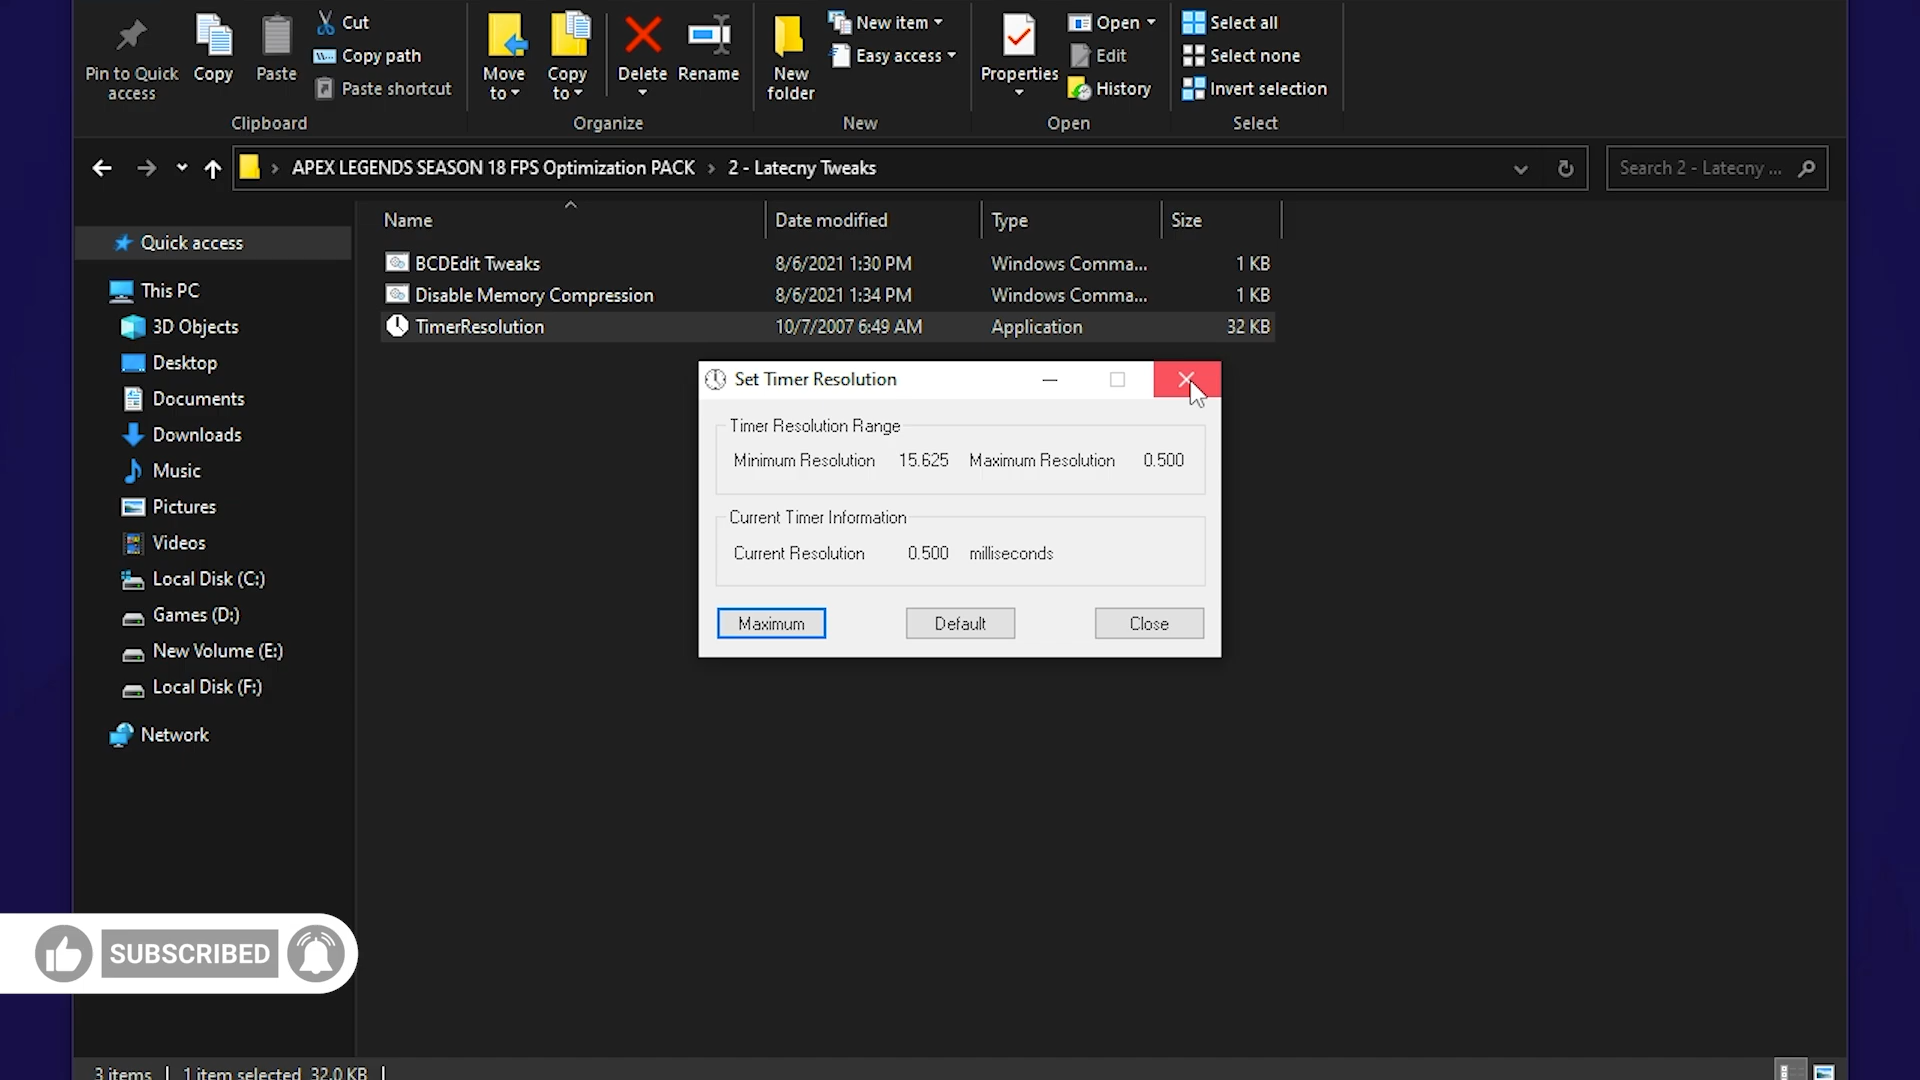 Pin to Quick
access
Copy
Paste
Cut
Copy path
Paste shortcut
Clipboard
Move
to
Copy
to
Delete
Rename
Organize
New
folder
New item
Easy access
New
Properties
Open
Edit
History
Open
Select all
Select none
Invert selection
Select
APEX LEGENDS SEASON 18 FPS Optimization PACK
2 - Latecny Tweaks
Search 2 - Latecny ...
Quick access
This PC
3D Objects
Desktop
Documents
Downloads
Music
Pictures
Videos
Local Disk (C:)
Games (D:)
New Volume (E:)
Local Disk (F:)
Network
Name Date modified Type Size
BCDEdit Tweaks 8/6/2021 1:30 PM Windows Comma... 1 KB
Disable Memory Compression 8/6/2021 1:34 PM Windows Comma... 1 KB
TimerResolution 10/7/2007 6:49 AM Application 32 KB
Set Timer Resolution
Timer Resolution Range
Minimum Resolution 15.625 Maximum Resolution 0.500
Current Timer Information
Current Resolution 0.500 milliseconds
Maximum Default Close
SUBSCRIBED
3 items 1 item selected 32.0 KB